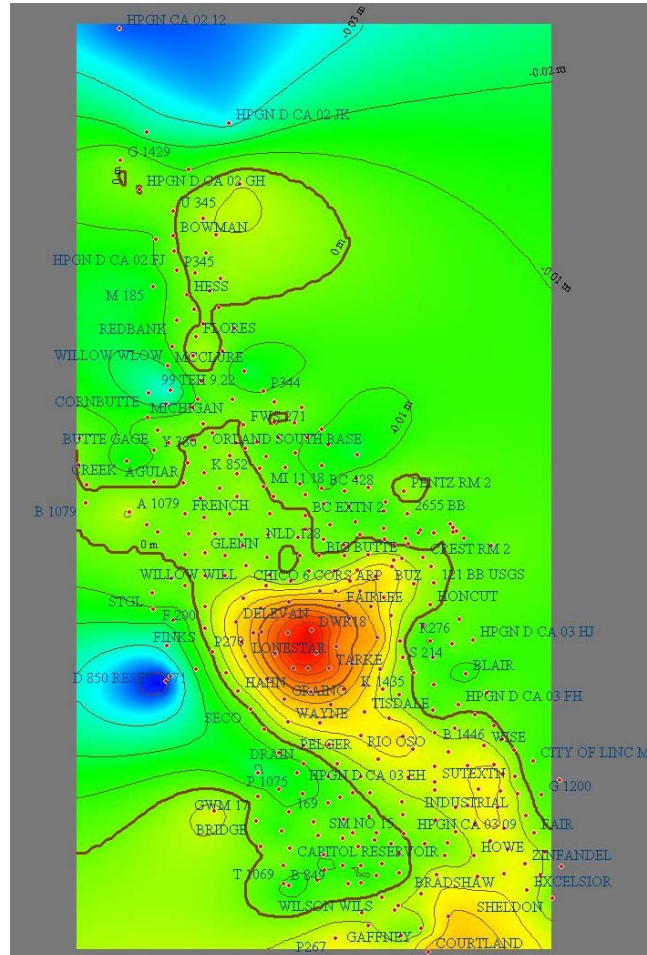 HPGN CA 02 12
-0.03 m
-0.02 m
HPGN D CA 02 JK
G 1429
0 m
HPGN D CA 02 GH
U 345
BOWMAN
0 m
HPGN D CA 02 FJ
P345
-0.01 m
HESS
M 185
REDBANK
FLORES
WILLOW WLOW
MCCLURE
99 TEH 9.22
P344
CORNBUTTE
MICHIGAN
FWS 271
-0.01 m
BUTTE GAGE
Y 380
ORLAND SOUTH BASE
CREEK
AGUIAR
K 852
MI 11 18
BC 428
PENTZ RM 2
B 1079
A 1079
FRENCH
BC EXTN 2
2655 BB
NLD 128
0 m
GLENN
BIG BUTTE
CREST RM 2
WILLOW WILL
CHICO 6 CORS ARP
BUZ
121 BB USGS
STGL
FAIRLEE
HONCUT
F 200
DELEVAN
DWR18
FINKS
P270
R276
HPGN D CA 03 HJ
LONESTAR
TARKE
S 214
D 850 RESET 1971
HAHN
GRAINO
K 1435
BLAIR
SECO
WAYNE
TISDALE
HPGN D CA 03 FH
PELGER
RIO OSO
B 1446
WISE
DRAIN
CITY OF LINC M
P 1075
HPGN D CA 03 EH
SUTEXTN
G 1200
GWM 17
169
INDUSTRIAL
BRIDGE
SM NO 15
HPGN CA 03 09
FAIR
CAPITOL RESERVOIR
HOWE
ZINFANDEL
T 1069
B 849
BRADSHAW
EXCELSIOR
WILSON WILS
SHELDON
P267
GAFFNEY
COURTLAND